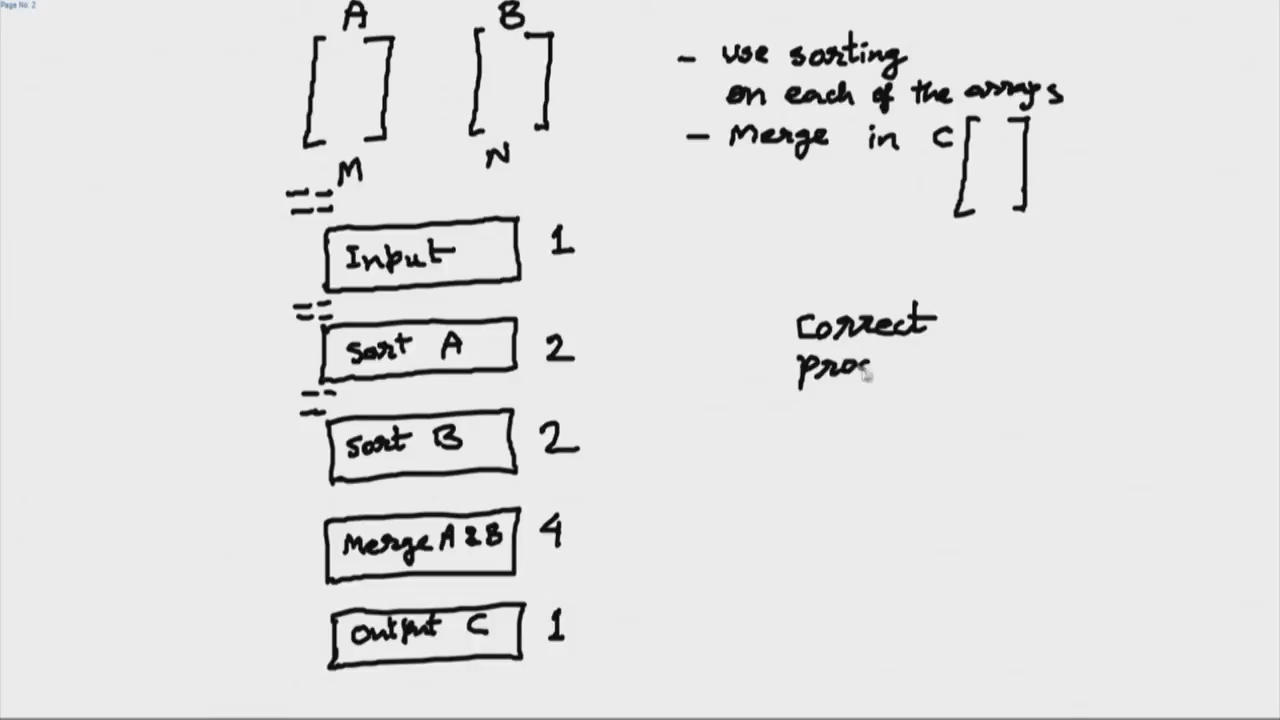 Page No. 2
A B
M N
- use sorting
on each of the arrays
- Merge in C
Input 1
Sort A 2
Sort B 2
Merge A & B 4
Output C 1
Correct
proc